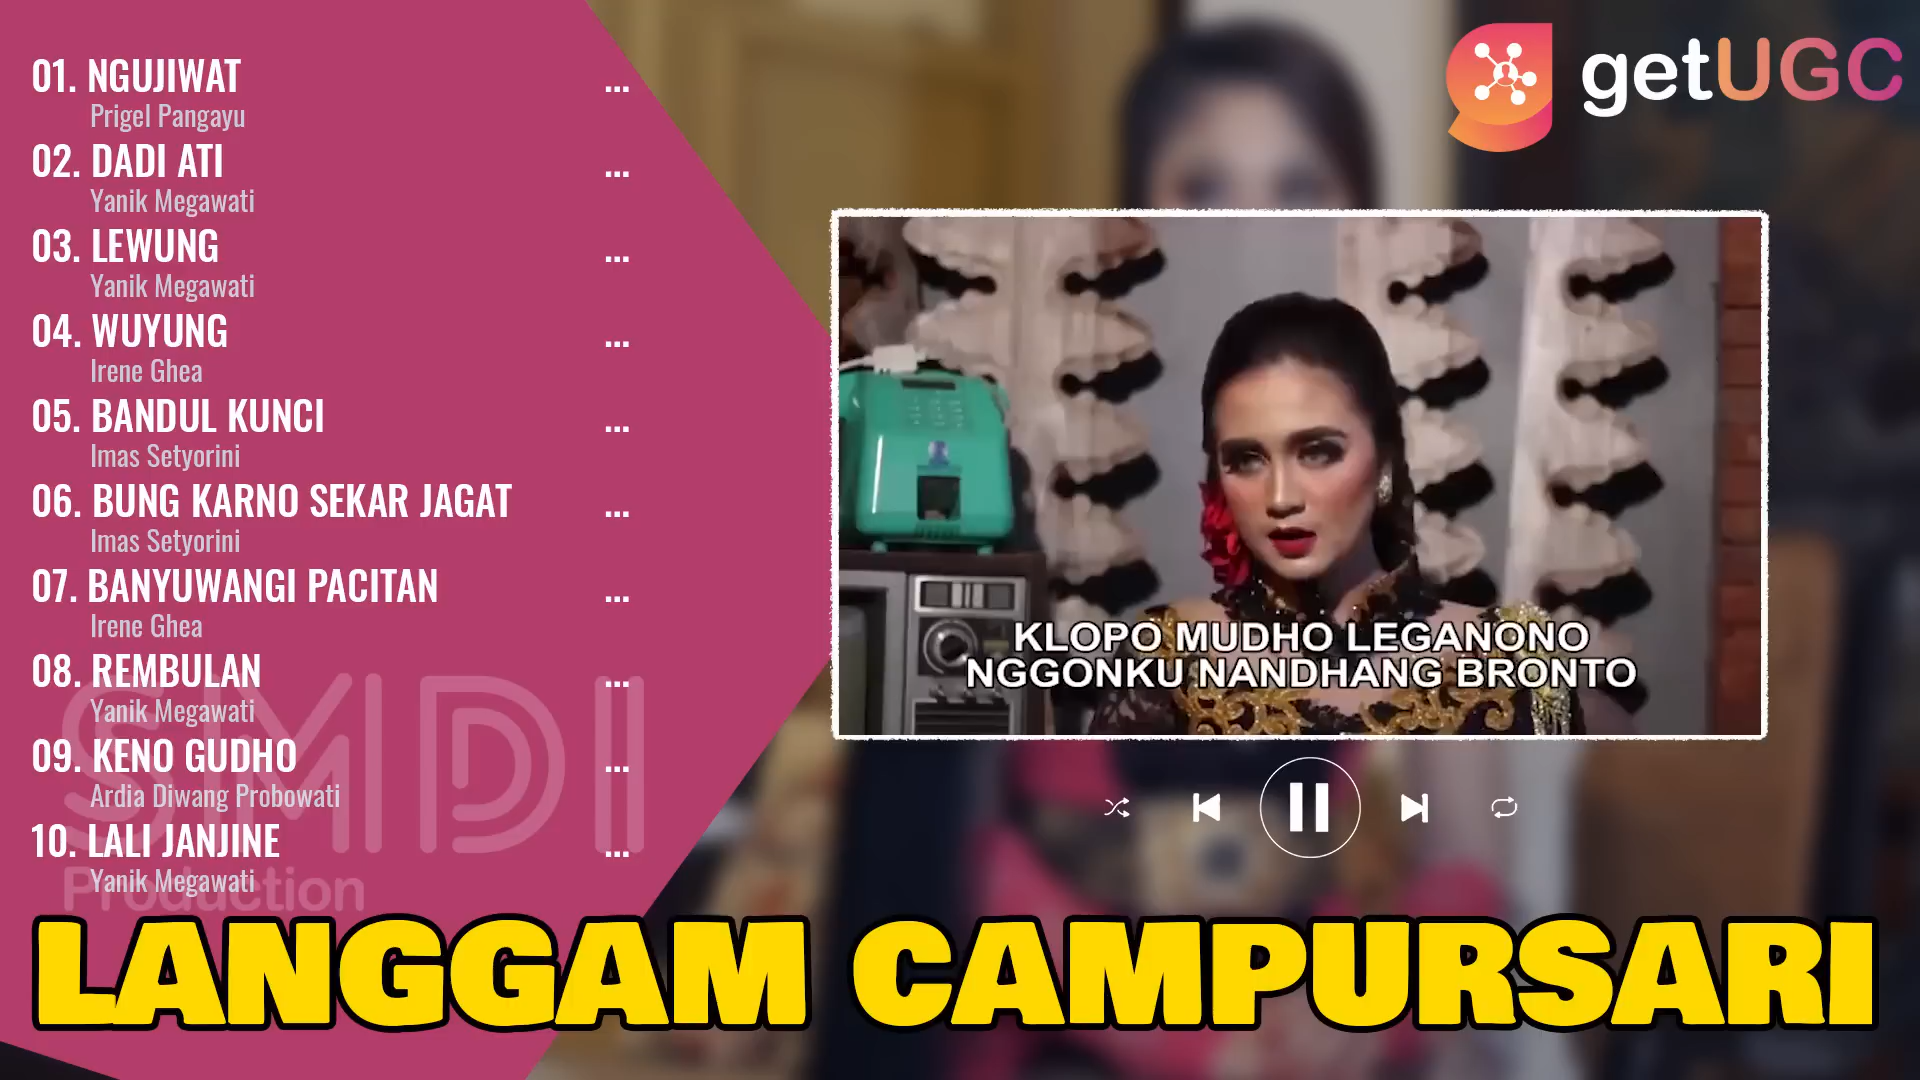 01. NGUJIWAT ...
Prigel Pangayu
02. DADI ATI ...
Yanik Megawati
03. LEWUNG ...
Yanik Megawati
04. WUYUNG ...
Irene Ghea
05. BANDUL KUNCI ...
Imas Setyorini
06. BUNG KARNO SEKAR JAGAT ...
Imas Setyorini
07. BANYUWANGI PACITAN ...
Irene Ghea
08. REMBULAN ...
Yanik Megawati
09. KENO GUDHO ...
Ardia Diwang Probowati
10. LALI JANJINE ...
Yanik Megawati
SMDI
Production
getUGC
KLOPO MUDHO LEGANONO
NGGONKU NANDHANG BRONTO
LANGGAM CAMPURSARI